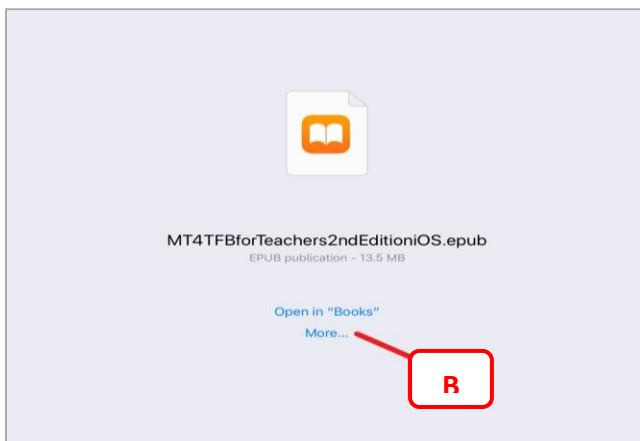 MT4TFBforTeachers2ndEditioniOS.epub
EPUB publication - 13.5 MB
Open in "Books"
More...
B